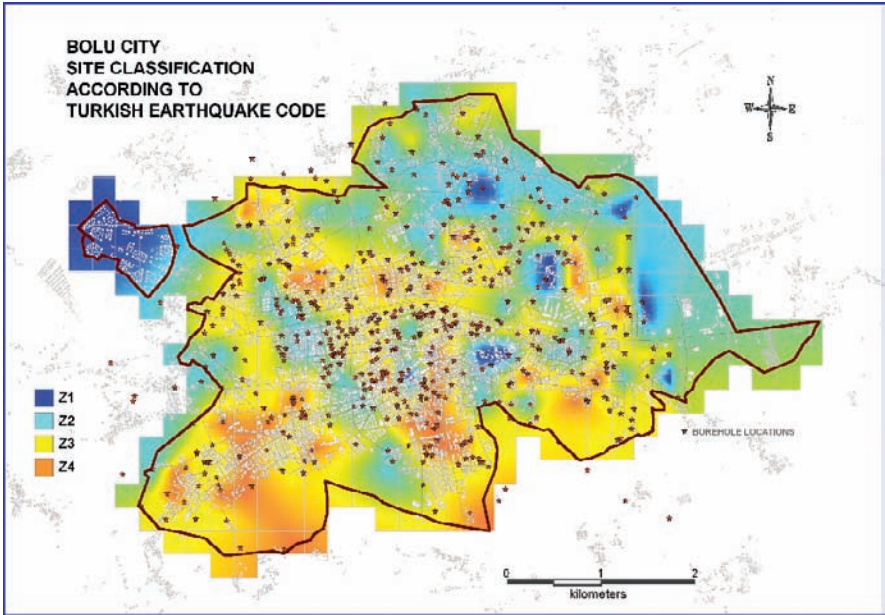 BOLU CITY
SITE CLASSIFICATION
ACCORDING TO
TURKISH EARTHQUAKE CODE
N
W E
S
Z1
Z2
Z3
Z4
BOREHOLE LOCATIONS
0 1 2
kilometers